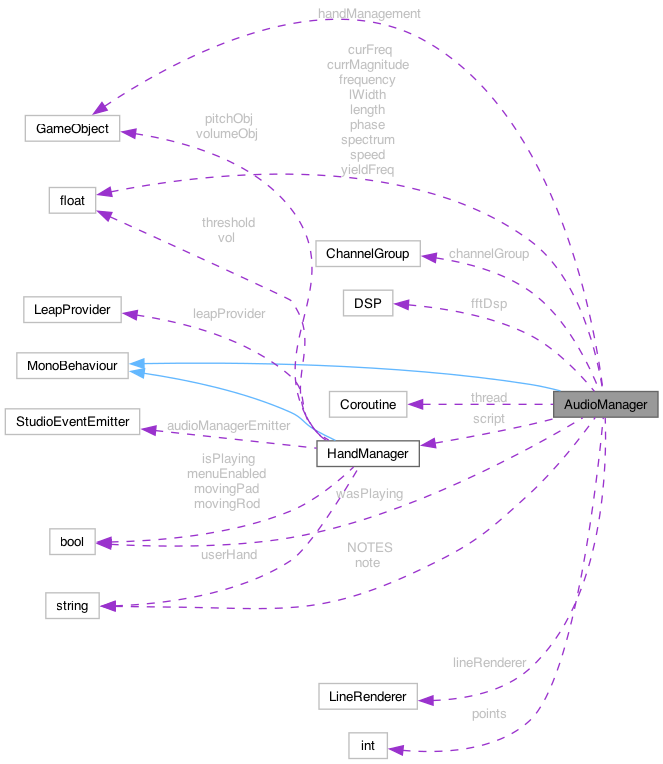 handManagement
curFreq
currMagnitude
frequency
lWidth
length
phase
spectrum
speed
yieldFreq
pitchObj
volumeObj
GameObject
float
threshold
vol
ChannelGroup
channelGroup
DSP
fftDsp
LeapProvider
leapProvider
MonoBehaviour
Coroutine
thread
AudioManager
StudioEventEmitter
audioManagerEmitter
script
HandManager
isPlaying
menuEnabled
movingPad
movingRod
wasPlaying
bool
userHand
NOTES
note
string
lineRenderer
LineRenderer
points
int